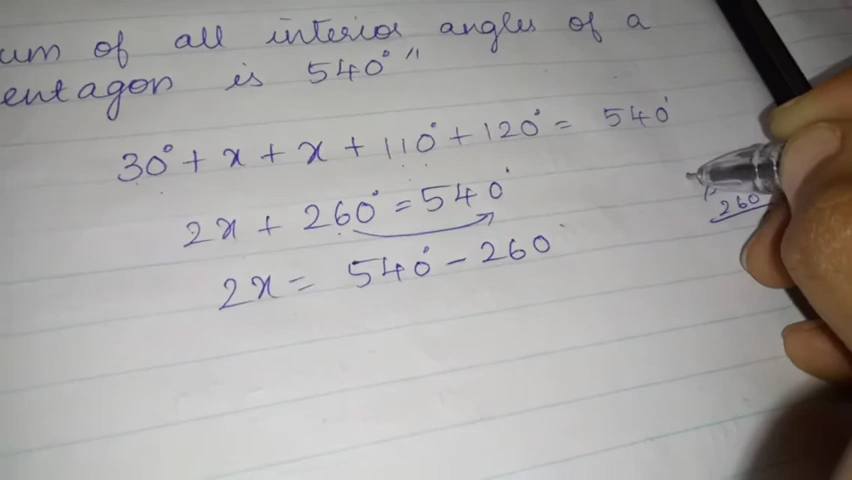 um of all interior angles of a
entagon is 540° "
30° + x + x + 110° + 120° = 540°
2x + 260° = 540°
2x = 540° - 260°
260